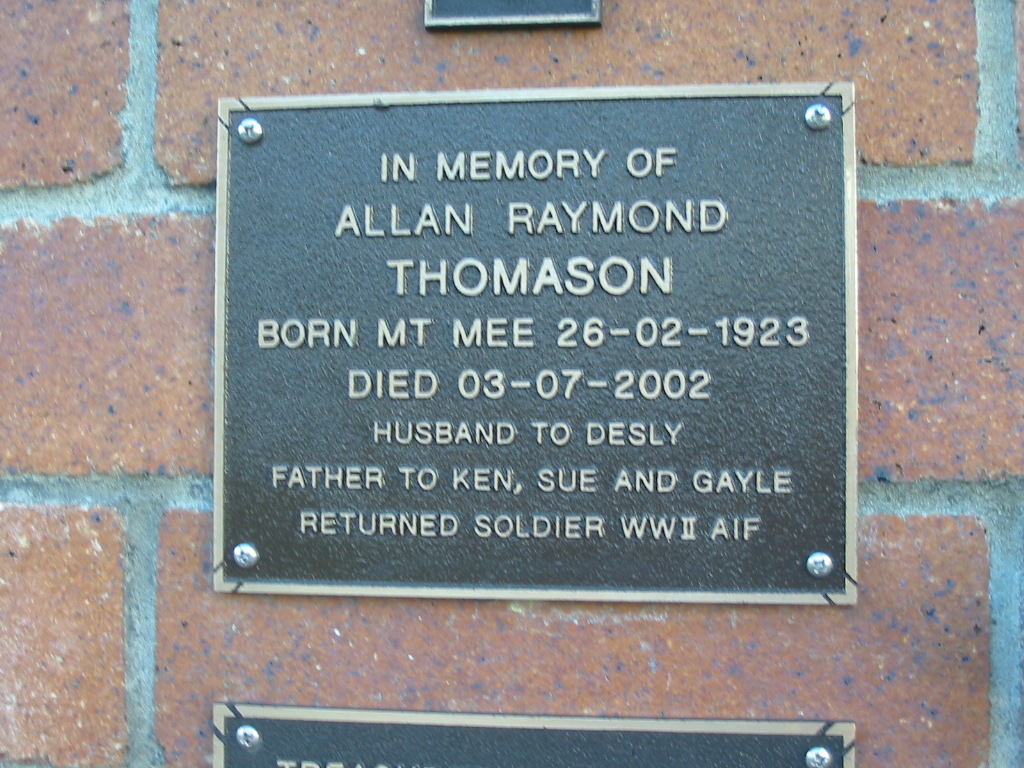 IN MEMORY OF
ALLAN RAYMOND
THOMASON
BORN MT MEE 26-02-1923
DIED 03-07-2002
HUSBAND TO DESLY
FATHER TO KEN, SUE AND GAYLE
RETURNED SOLDIER WWII AIF